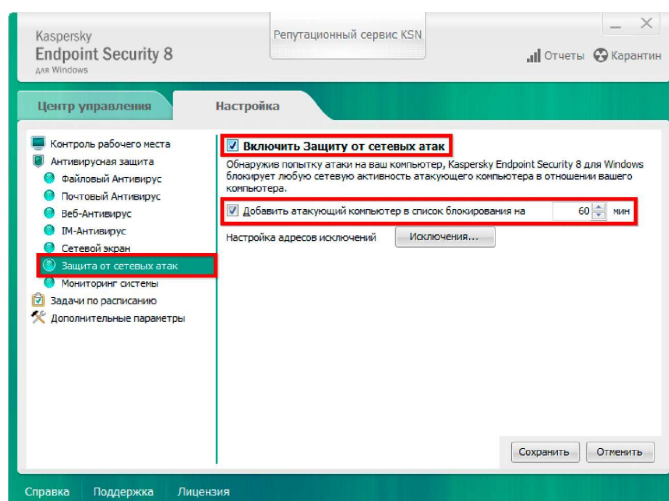 Kaspersky
Endpoint Security 8
для Windows
Репутационный сервис KSN
Отчеты
Карантин
Центр управления
Настройка
Контроль рабочего места
Антивирусная защита
Файловый Антивирус
Почтовый Антивирус
Веб-Антивирус
IM-Антивирус
Сетевой экран
Защита от сетевых атак
Мониторинг системы
Задачи по расписанию
Дополнительные параметры
Включить Защиту от сетевых атак
Обнаружив попытку атаки на ваш компьютер, Kaspersky Endpoint Security 8 для Windows
блокирует любую сетевую активность атакующего компьютера в отношении вашего
компьютера.
Добавить атакующий компьютер в список блокирования на 60 мин
Настройка адресов исключений Исключения...
Сохранить Отменить
Справка Поддержка Лицензия